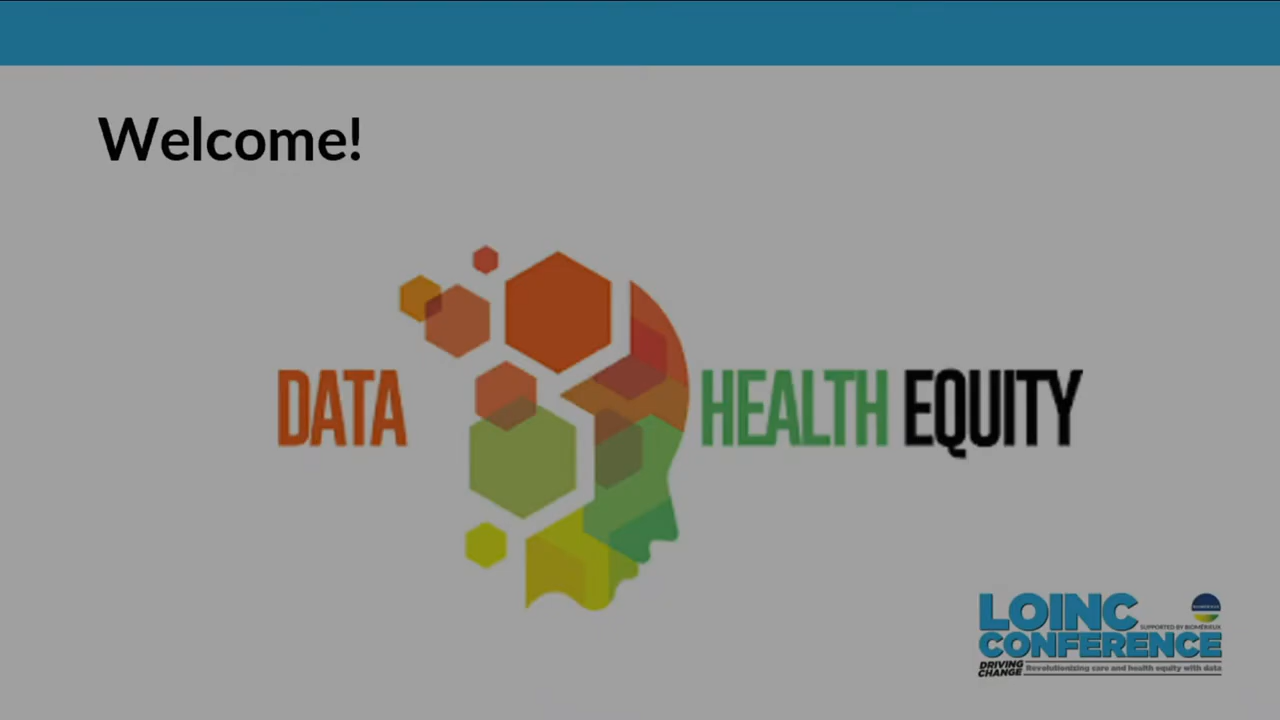 Welcome!
DATA HEALTH EQUITY
LOINC
SUPPORTED BY BIOMÉRIEUX
CONFERENCE
DRIVING CHANGE Revolutionizing care and health equity with data